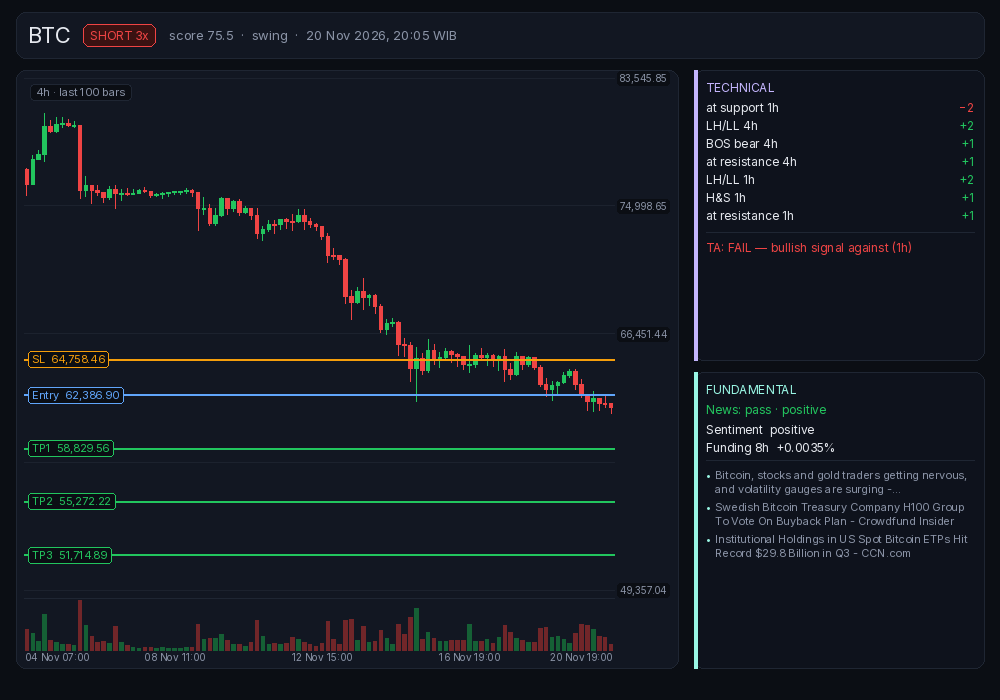 BTC SHORT 3x score 75.5 · swing · 20 Nov 2026, 20:05 WIB
4h · last 100 bars
83,545.85
74,998.65
66,451.44
SL 64,758.46
Entry 62,386.90
TP1 58,829.56
TP2 55,272.22
TP3 51,714.89
49,357.04
04 Nov 07:00 08 Nov 11:00 12 Nov 15:00 16 Nov 19:00 20 Nov 19:00
TECHNICAL
at support 1h −2
LH/LL 4h +2
BOS bear 4h +1
at resistance 4h +1
LH/LL 1h +2
H&S 1h +1
at resistance 1h +1
TA: FAIL — bullish signal against (1h)
FUNDAMENTAL
News: pass · positive
Sentiment positive
Funding 8h +0.0035%
• Bitcoin, stocks and gold traders getting nervous,
and volatility gauges are surging -...
• Swedish Bitcoin Treasury Company H100 Group
To Vote On Buyback Plan - Crowdfund Insider
• Institutional Holdings in US Spot Bitcoin ETPs Hit
Record $29.8 Billion in Q3 - CCN.com